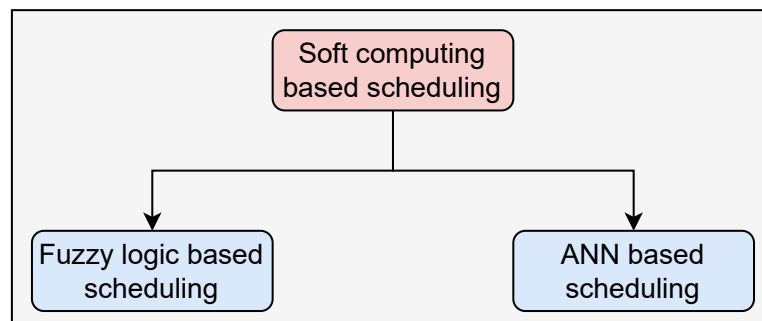 Soft computing
based scheduling
Fuzzy logic based
scheduling
ANN based
scheduling